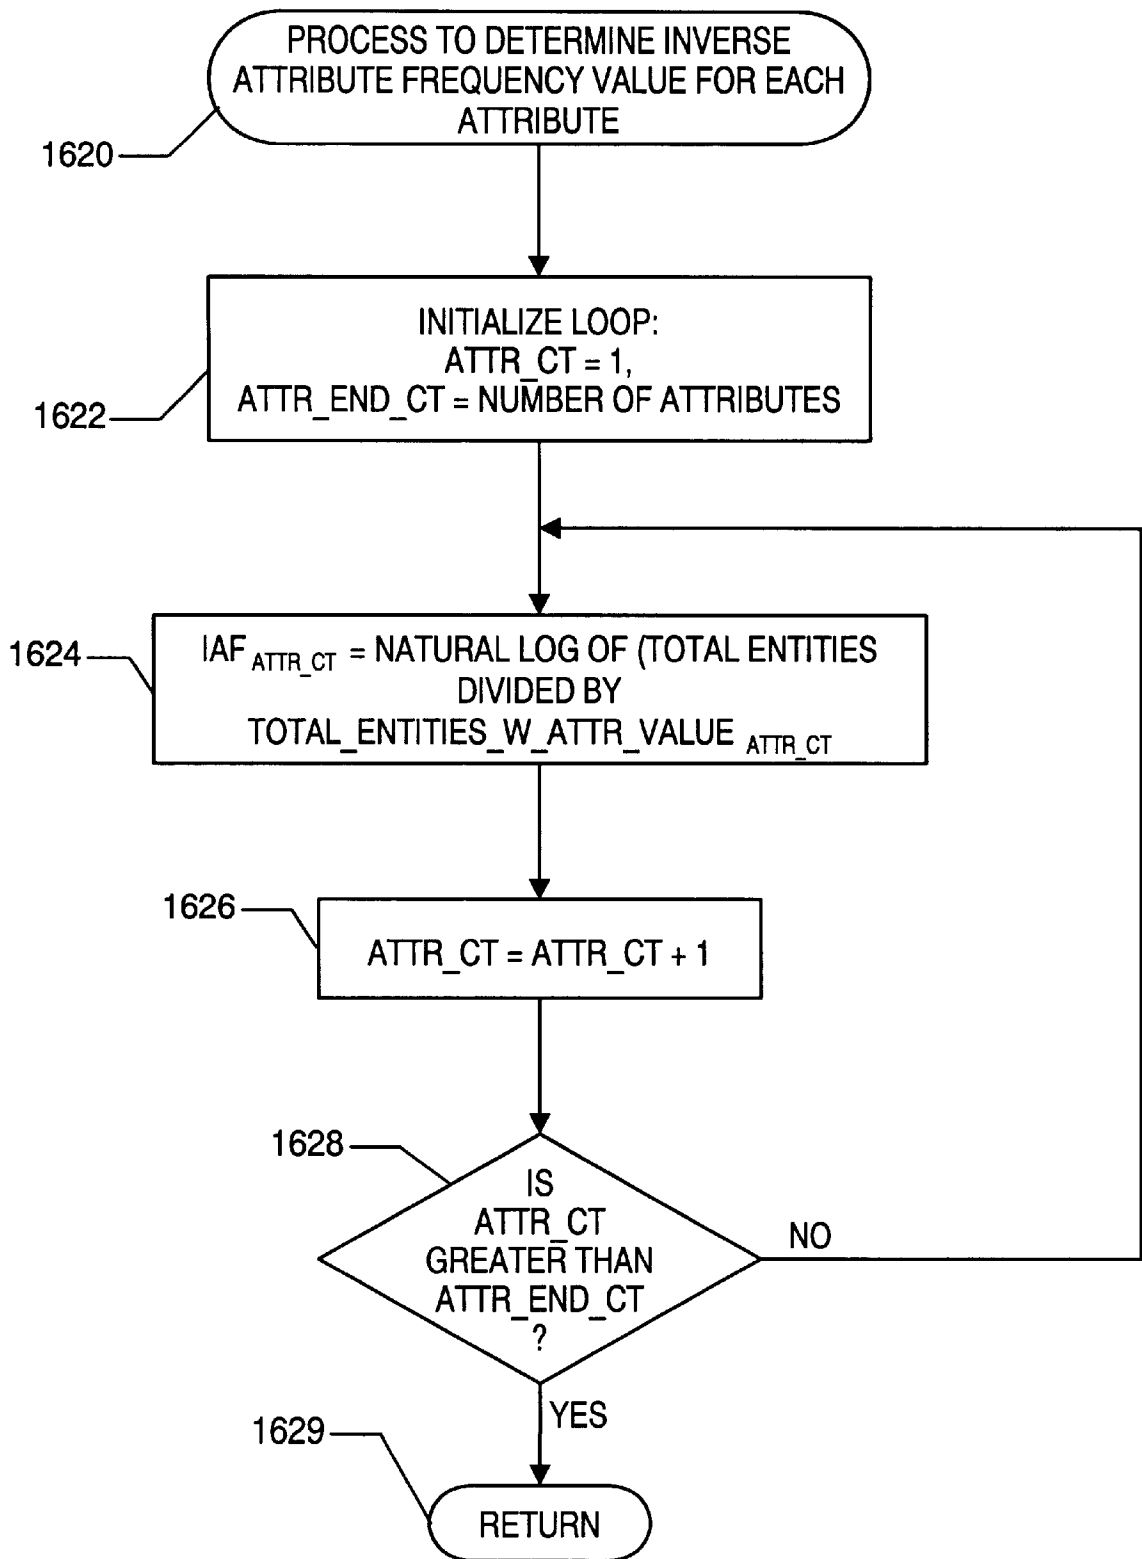 PROCESS TO DETERMINE INVERSE
ATTRIBUTE FREQUENCY VALUE FOR EACH
ATTRIBUTE
1620
INITIALIZE LOOP:
ATTR_CT = 1,
ATTR_END_CT = NUMBER OF ATTRIBUTES
1622
1624
IAF ATTR_CT = NATURAL LOG OF (TOTAL ENTITIES
DIVIDED BY
TOTAL_ENTITIES_W_ATTR_VALUE ATTR_CT
1626
ATTR_CT = ATTR_CT + 1
1628
IS
ATTR_CT
GREATER THAN
ATTR_END_CT
?
NO
YES
1629
RETURN